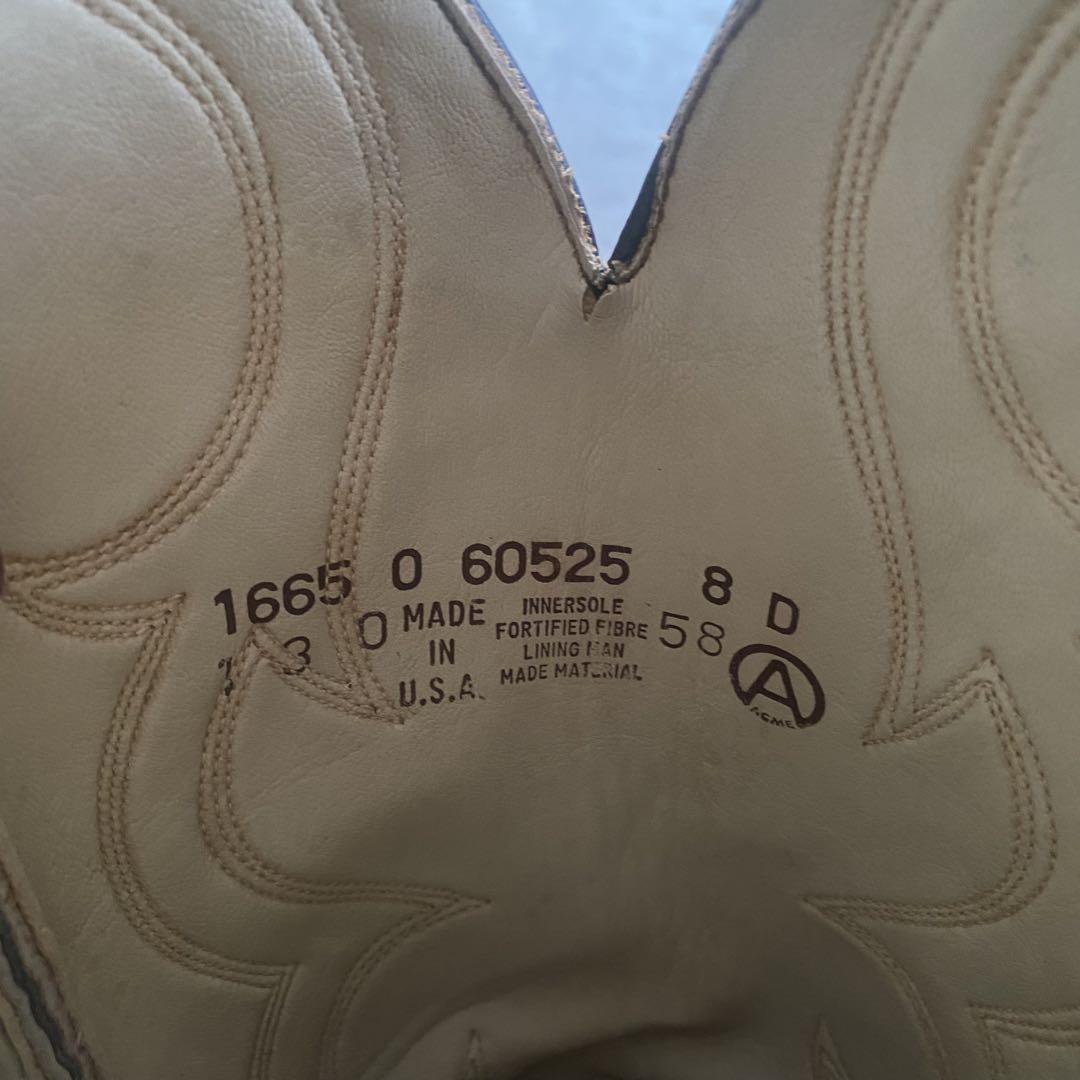 1665 0 60525 8 D
3 0 MADE IN U.S.A. 58
INNERSOLE
FORTIFIED FIBRE
LINING MAN
MADE MATERIAL
A
ACME